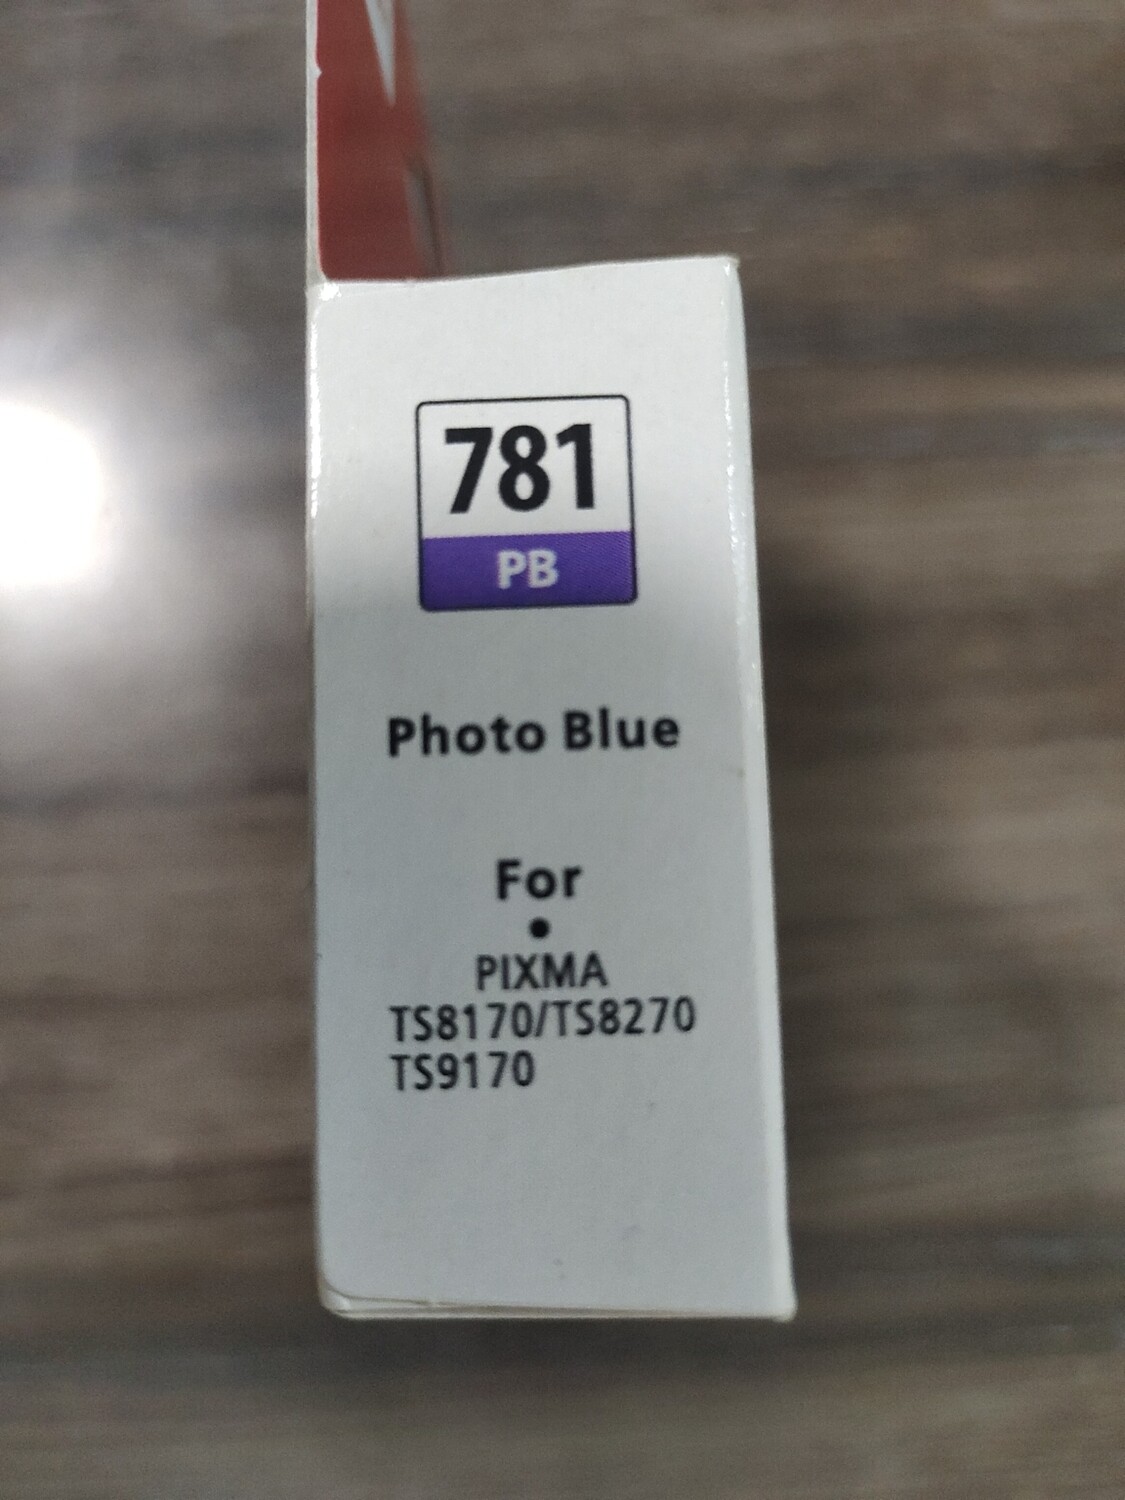 781
PB
Photo Blue
For
•
PIXMA
TS8170/TS8270
TS9170